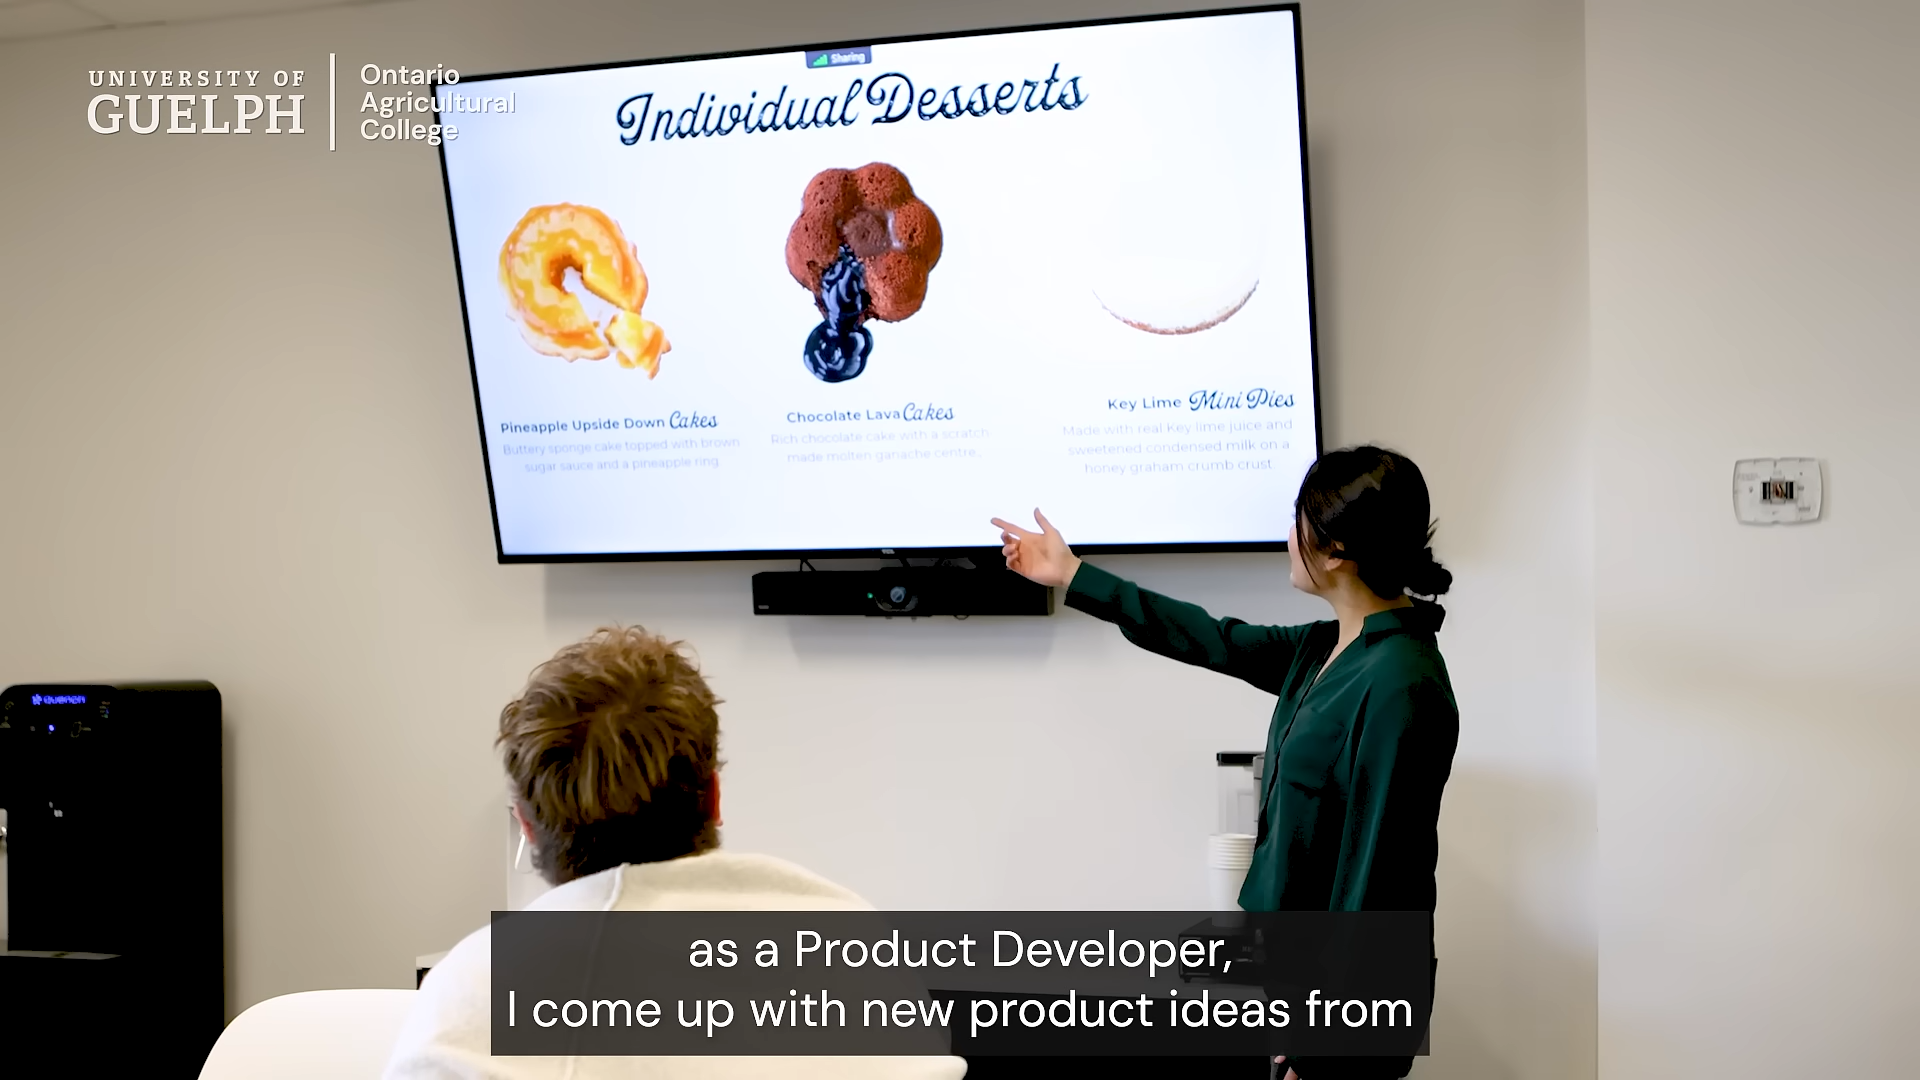 UNIVERSITY OF
GUELPH
Ontario
Agricultural
College
Sharing
Individual Desserts
Pineapple Upside Down Cakes
Buttery sponge cake topped with brown
sugar sauce and a pineapple ring
Chocolate Lava Cakes
Rich chocolate cake with a scratch-
made molten ganache centre
Key Lime Mini Pies
Made with real Key lime juice and
sweetened condensed milk on a
honey graham crumb crust
as a Product Developer,
I come up with new product ideas from